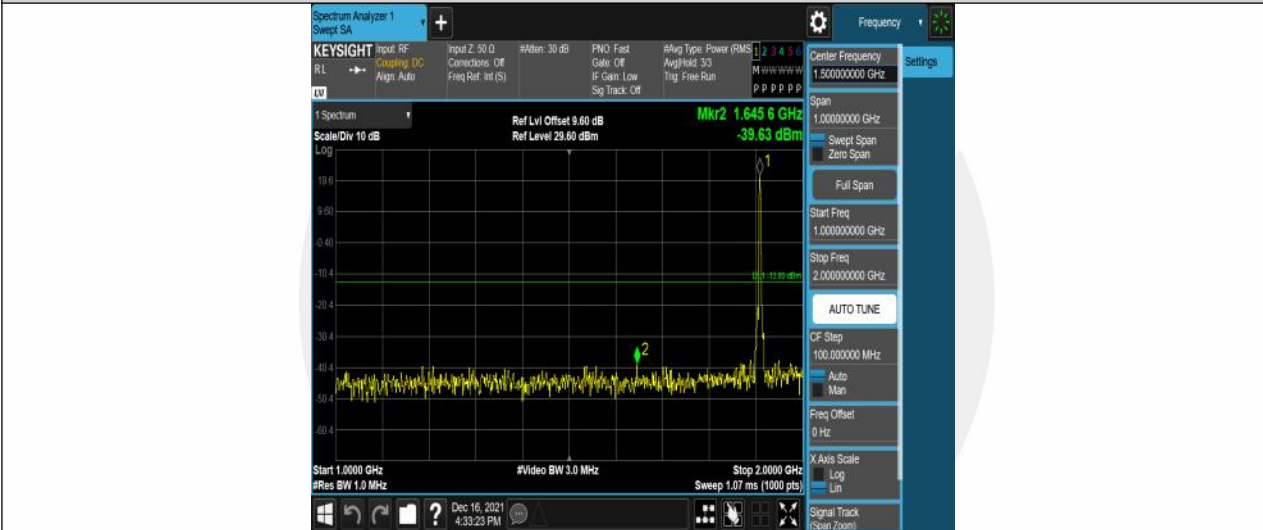 Spectrum Analyzer 1
Swept SA
+
Frequency
KEYSIGHT
RL
LV
Input: RF
Coupling: DC
Align: Auto
Input Z: 50 Ω
Corrections: Off
Freq Ref: Int (S)
#Atten: 30 dB
PNO: Fast
Gate: Off
IF Gain: Low
Sig Track: Off
#Avg Type: Power (RMS
Avg|Hold: 3/3
Trig: Free Run
1 2 3 4 5 6
M W W W W W
P P P P P P
Center Frequency
1.500000000 GHz
Settings
Span
1.00000000 GHz
Swept Span
Zero Span
Full Span
Start Freq
1.000000000 GHz
Stop Freq
2.000000000 GHz
AUTO TUNE
CF Step
100.000000 MHz
Auto
Man
Freq Offset
0 Hz
X Axis Scale
Log
Lin
Signal Track
(Span Zoom)
1 Spectrum
Scale/Div 10 dB
Log
Ref Lvl Offset 9.60 dB
Ref Level 29.60 dBm
Mkr2 1.645 6 GHz
-39.63 dBm
1
19.6
9.60
-0.40
-10.4
DL1 -13.00 dBm
-20.4
-30.4
2
-40.4
-50.4
-60.4
Start 1.0000 GHz
#Res BW 1.0 MHz
#Video BW 3.0 MHz
Stop 2.0000 GHz
Sweep 1.07 ms (1000 pts)
?
Dec 16, 2021
4:33:23 PM